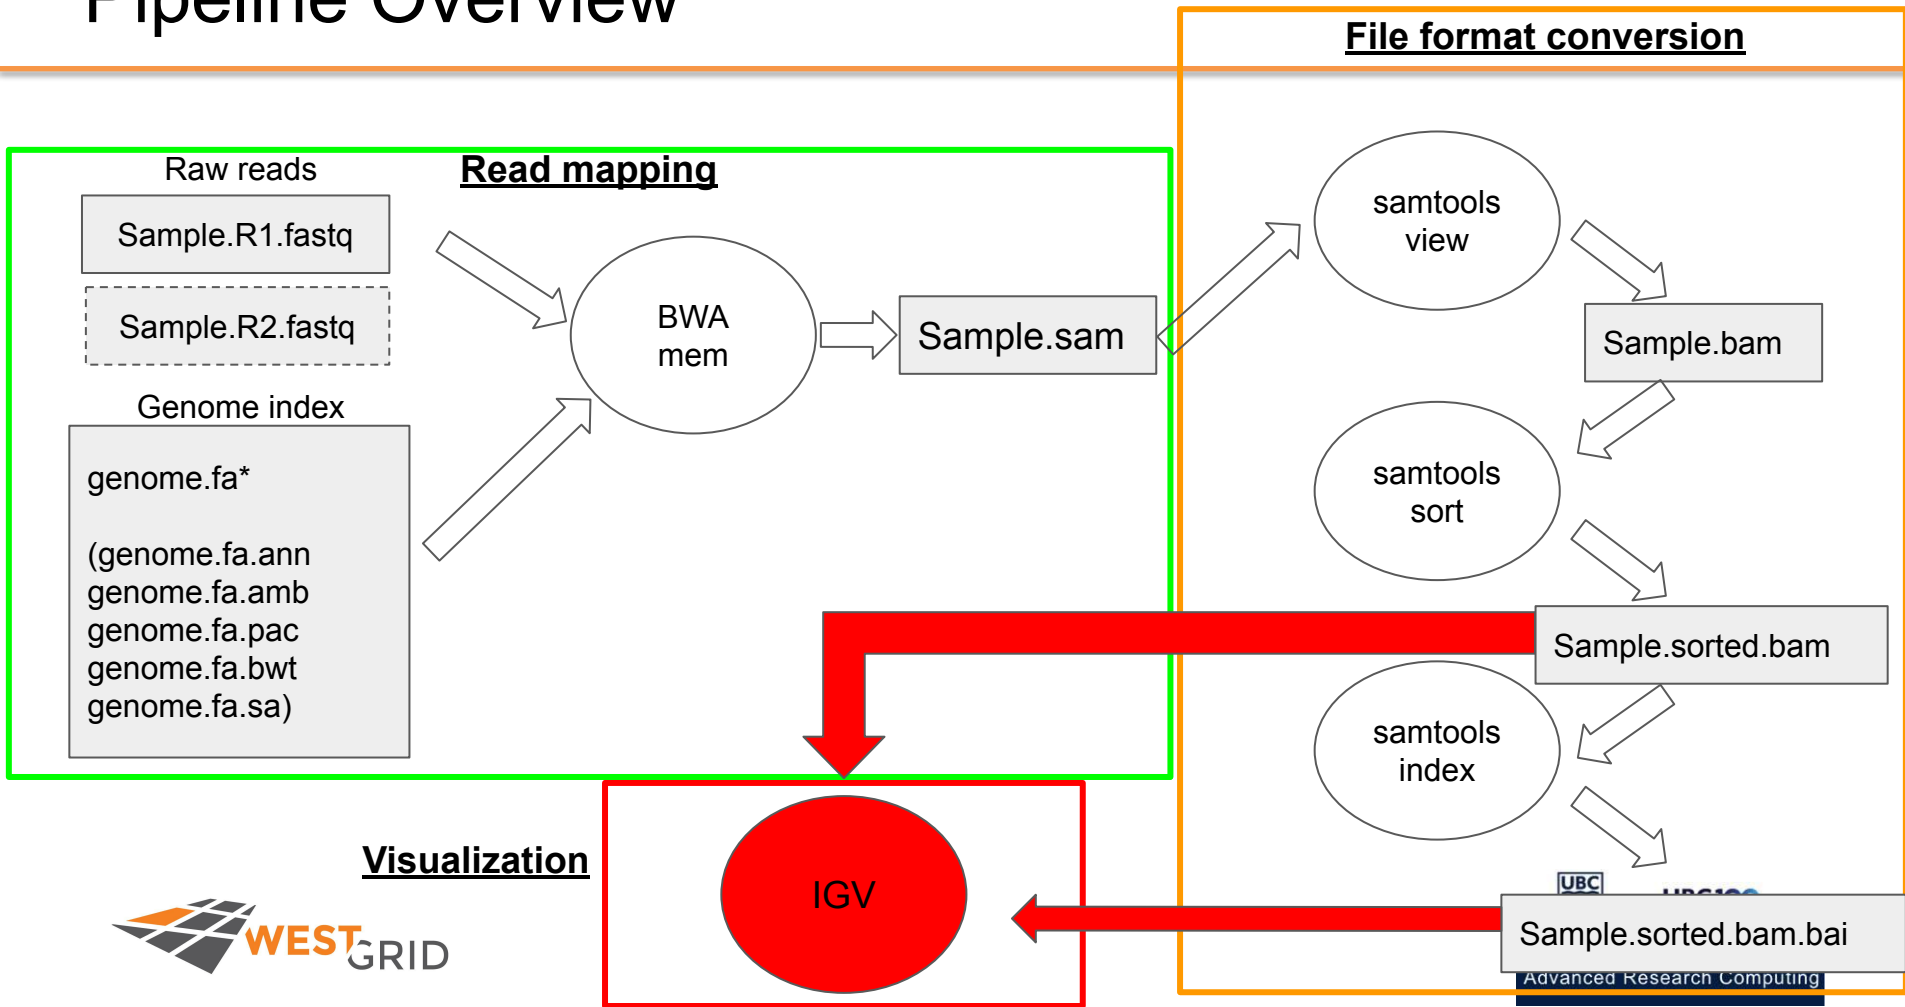 Pipeline Overview
File format conversion
Raw reads
Read mapping
Sample.R1.fastq
Sample.R2.fastq
BWA
mem
Sample.sam
Genome index
genome.fa*
(genome.fa.ann
genome.fa.amb
genome.fa.pac
genome.fa.bwt
genome.fa.sa)
samtools
view
Sample.bam
samtools
sort
Sample.sorted.bam
samtools
index
Sample.sorted.bam.bai
Visualization
IGV
WESTGRID
UBC
Advanced Research Computing